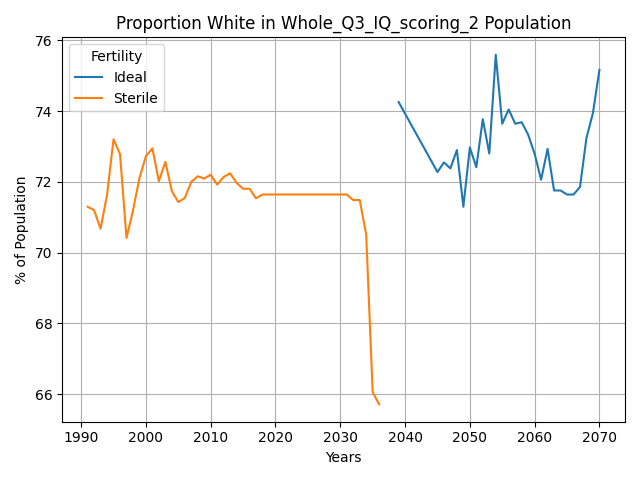 Proportion White in Whole_Q3_IQ_scoring_2 Population
Fertility
Ideal
Sterile
% of Population
76
74
72
70
68
66
1990 2000 2010 2020 2030 2040 2050 2060 2070
Years